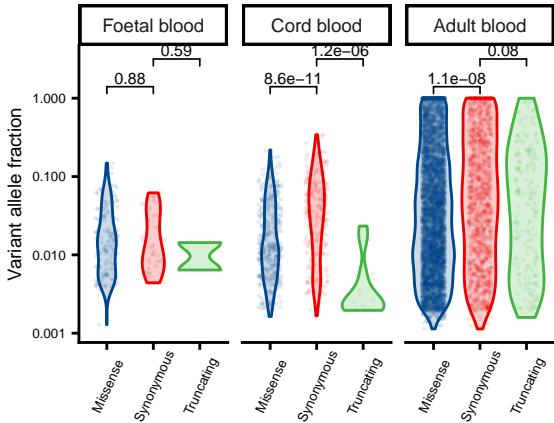 Foetal blood
Cord blood
Adult blood
0.59
1.2e−06
0.08
0.88
8.6e−11
1.1e−08
Variant allele fraction
1.000
0.100
0.010
0.001
Missense
Synonymous
Truncating
Missense
Synonymous
Truncating
Missense
Synonymous
Truncating